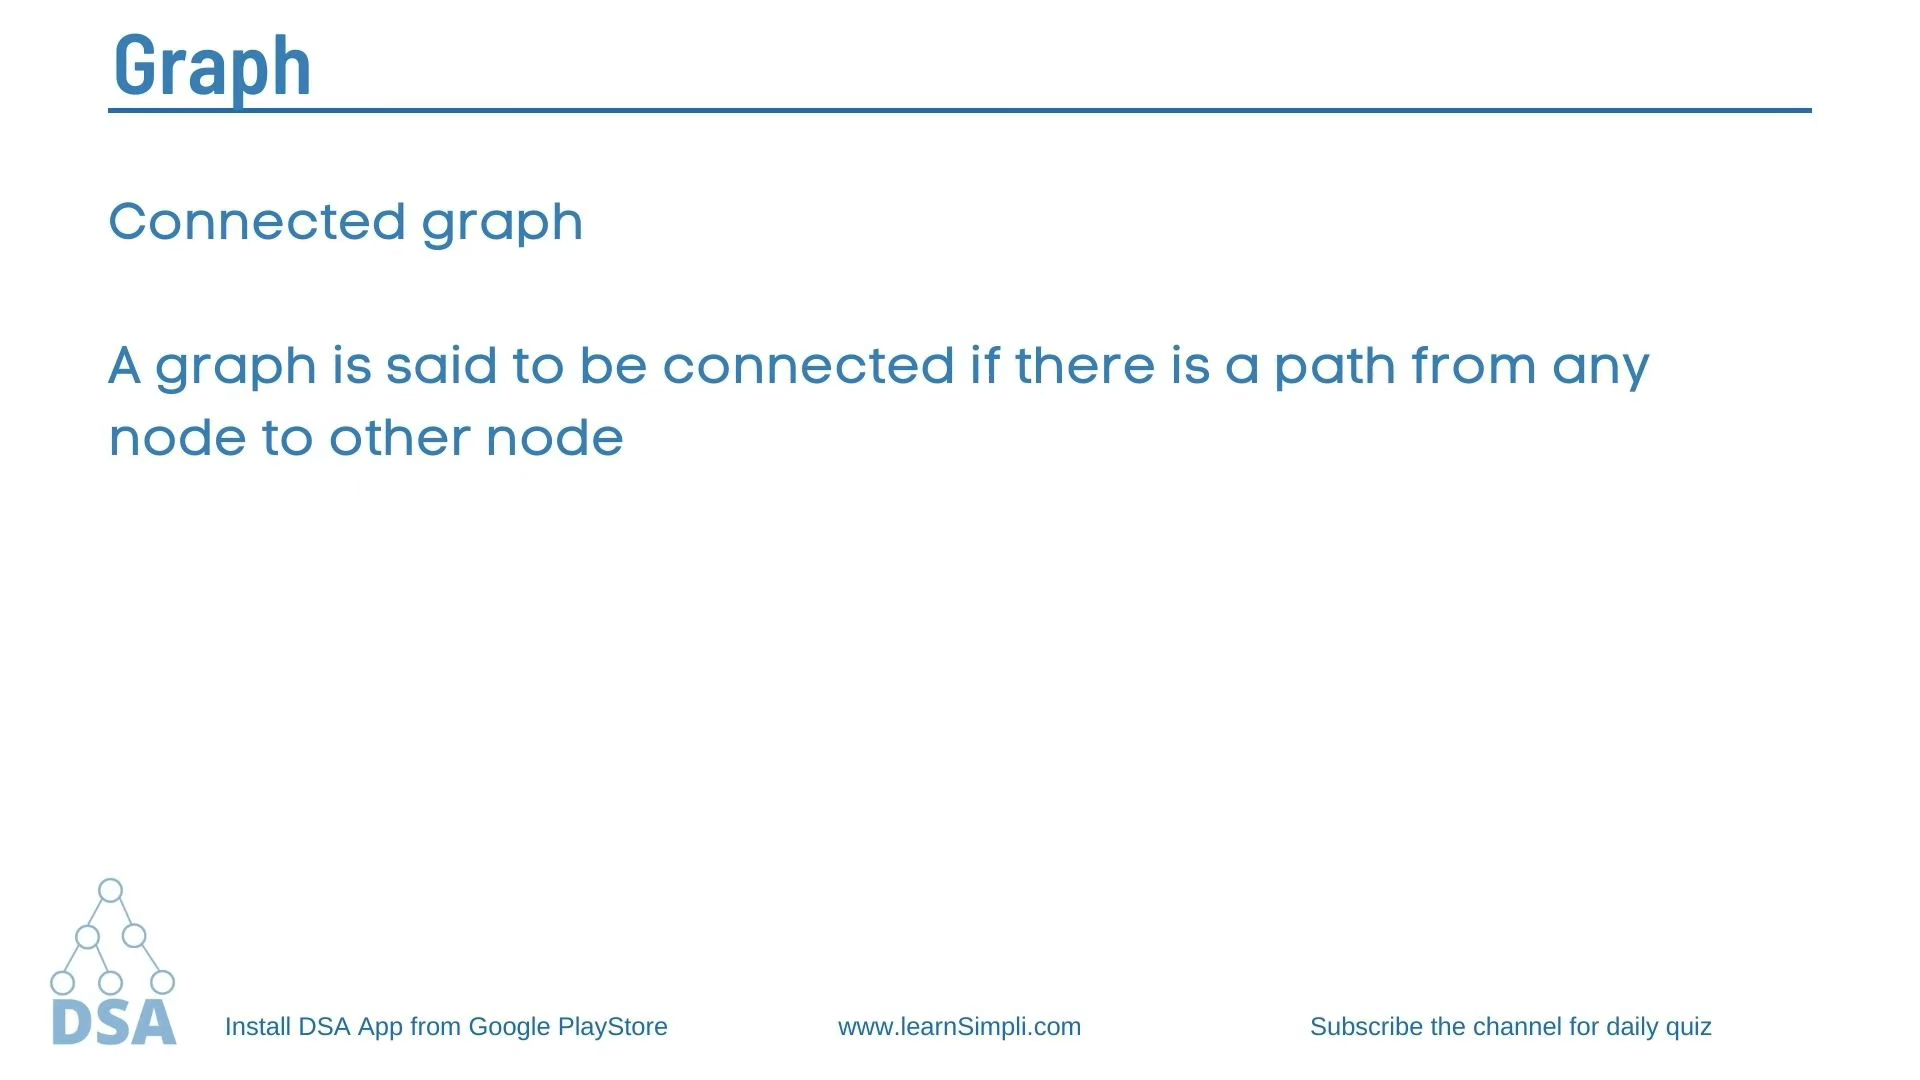 Graph
Connected graph
A graph is said to be connected if there is a path from any
node to other node
DSA
Install DSA App from Google PlayStore
www.learnSimpli.com
Subscribe the channel for daily quiz